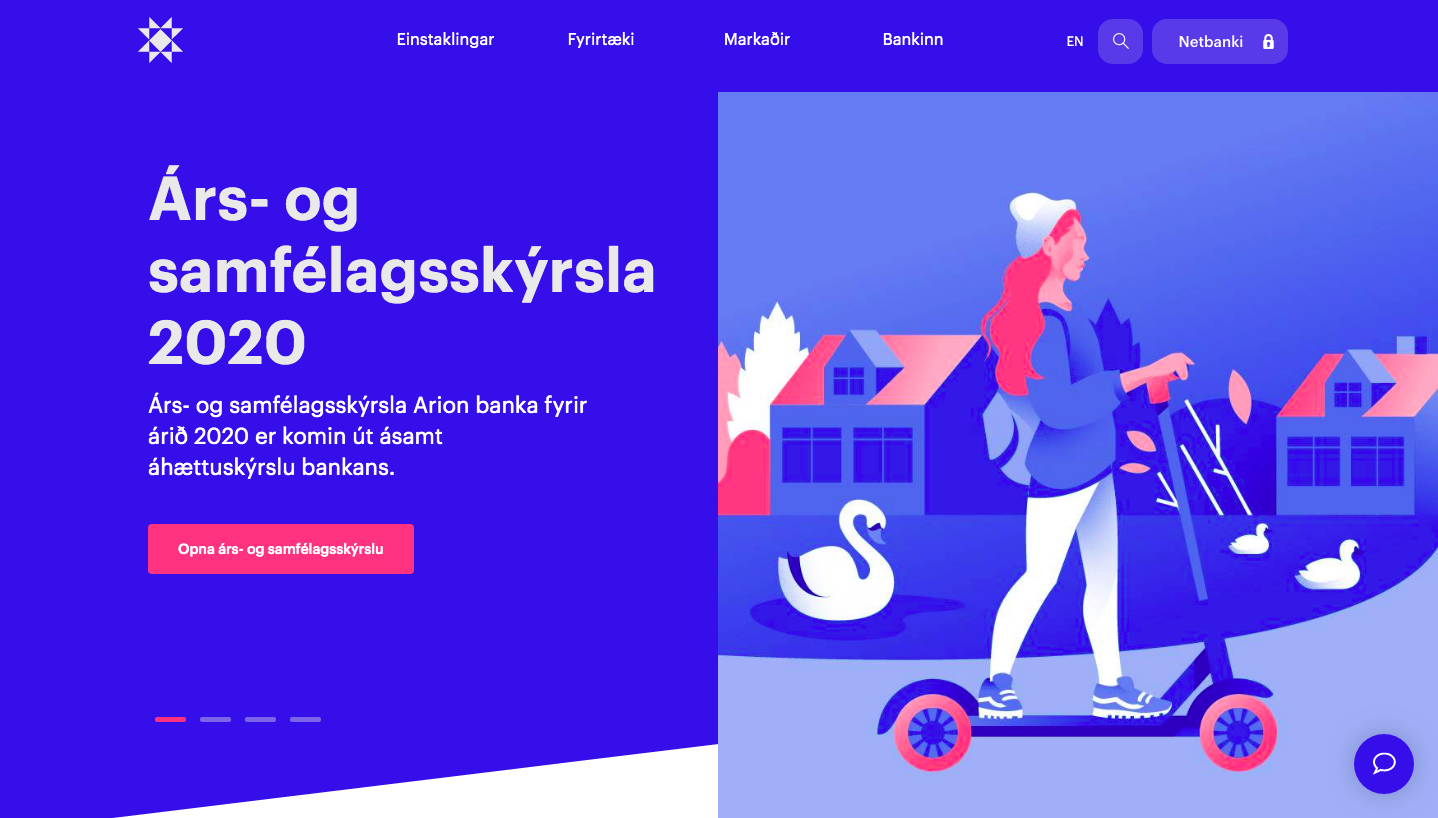 Einstaklingar
Fyrirtæki
Markaðir
Bankinn
EN
Netbanki
Árs- og
samfélagsskýrsla
2020
Árs- og samfélagsskýrsla Arion banka fyrir
árið 2020 er komin út ásamt
áhættuskýrslu bankans.
Opna árs- og samfélagsskýrslu